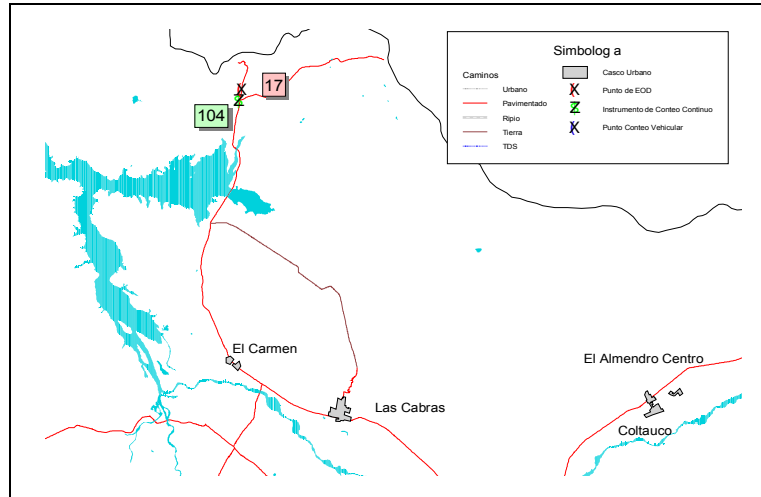 17
104
Simbolog a
Caminos
Urbano
Pavimentado
Ripio
Tierra
TDS
Casco Urbano
Punto de EOD
Instrumento de Conteo Continuo
Punto Conteo Vehicular
El Carmen
Las Cabras
El Almendro Centro
Coltauco